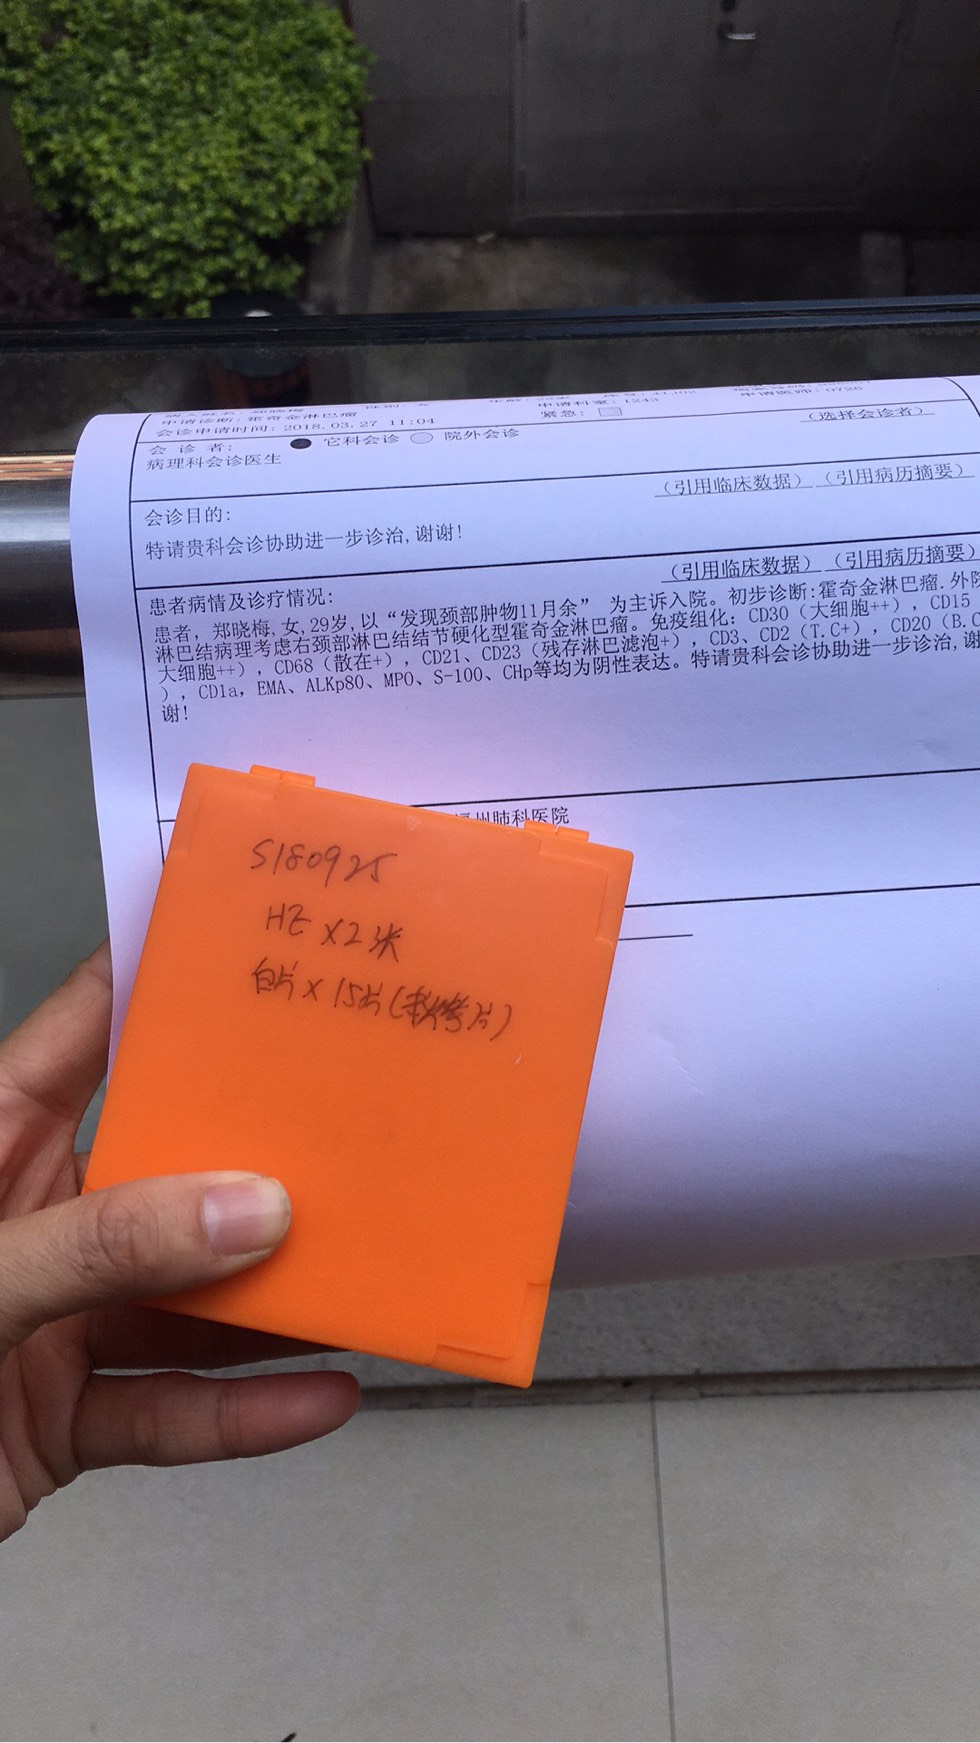 申请诊断: 霍奇金淋巴瘤 申请科室: 1243 紧急: 申请医师: 0726
会诊申请时间: 2018.03.27 11:04 (选择会诊者)
会 诊 者: 它科会诊 院外会诊
病理科会诊医生
(引用临床数据) (引用病历摘要)
会诊目的:
特请贵科会诊协助进一步诊治,谢谢!
(引用临床数据) (引用病历摘要)
患者病情及诊疗情况:
患者, 郑晓梅,女,29岁, 以“发现颈部肿物11月余” 为主诉入院。初步诊断:霍奇金淋巴瘤. 外院
淋巴结病理考虑右颈部淋巴结结节硬化型霍奇金淋巴瘤。免疫组化: CD30 (大细胞++) , CD15
大细胞++) , CD68 (散在+) , CD21、CD23 (残存淋巴滤泡+) , CD3、CD2 (T.C+) , CD20 (B.C
) , CD1a, EMA、ALKp80、MPO、S-100、CHp等均为阴性表达。特请贵科会诊协助进一步诊治,谢
谢!
州肺科医院
S180925
HE ×2张
白片 × 15片 (